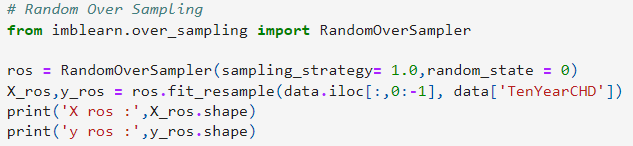 # Random Over Sampling
from imblearn.over_sampling import RandomOverSampler

ros = RandomOverSampler(sampling_strategy= 1.0,random_state = 0)
X_ros,y_ros = ros.fit_resample(data.iloc[:,0:-1], data['TenYearCHD'])
print('X ros :',X_ros.shape)
print('y ros :',y_ros.shape)